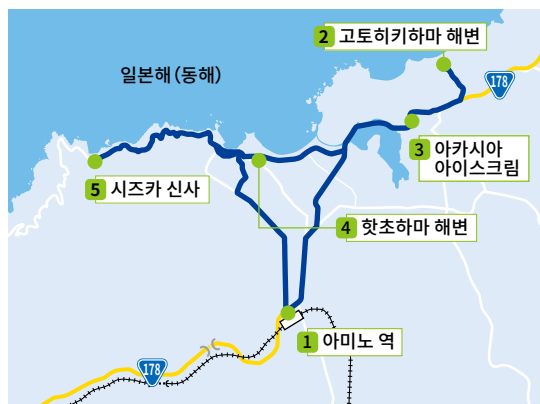 2 고토히키하마 해변
일본해(동해)
178
3 아카시아
아이스크림
5 시즈카 신사
4 핫초하마 해변
1 아미노 역
178